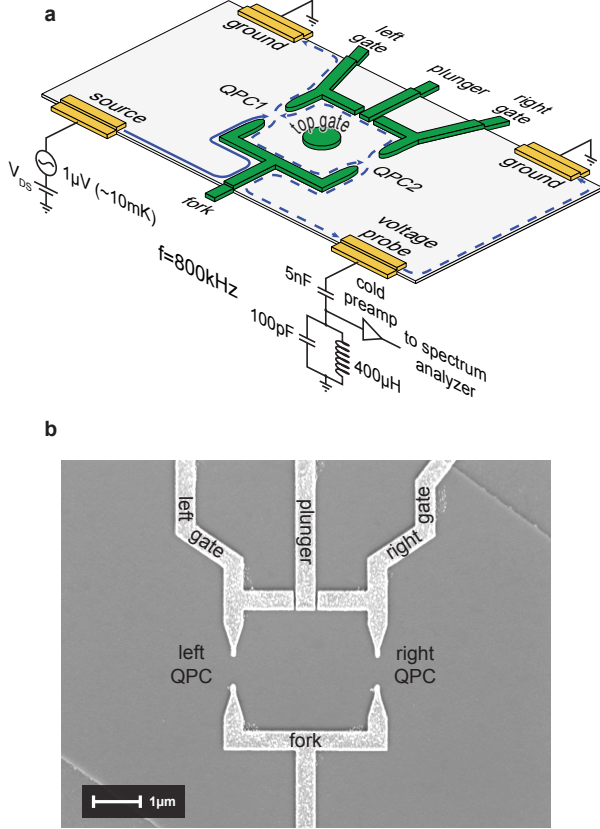 a
ground
left
gate
plunger
right
gate
QPC1
source
top gate
ground
QPC2
fork
V_DS
1µV (~10mK)
voltage
probe
f=800kHz
5nF
cold
preamp
100pF
to spectrum
analyzer
400µH
b
left
gate
plunger
right
gate
left
QPC
right
QPC
fork
1µm